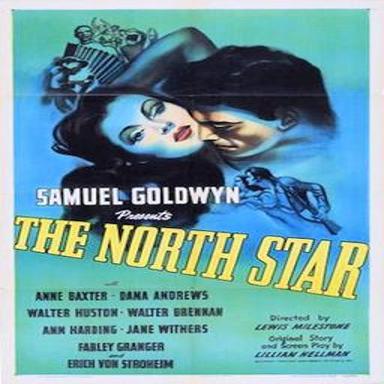 SAMUEL GOLDWYN
Presents
THE NORTH STAR
with
ANNE BAXTER · DANA ANDREWS
WALTER HUSTON · WALTER BRENNAN
ANN HARDING · JANE WITHERS
FARLEY GRANGER
and
ERICH VON STROHEIM
Directed by
LEWIS MILESTONE
Original Story
and Screen Play by
LILLIAN HELLMAN